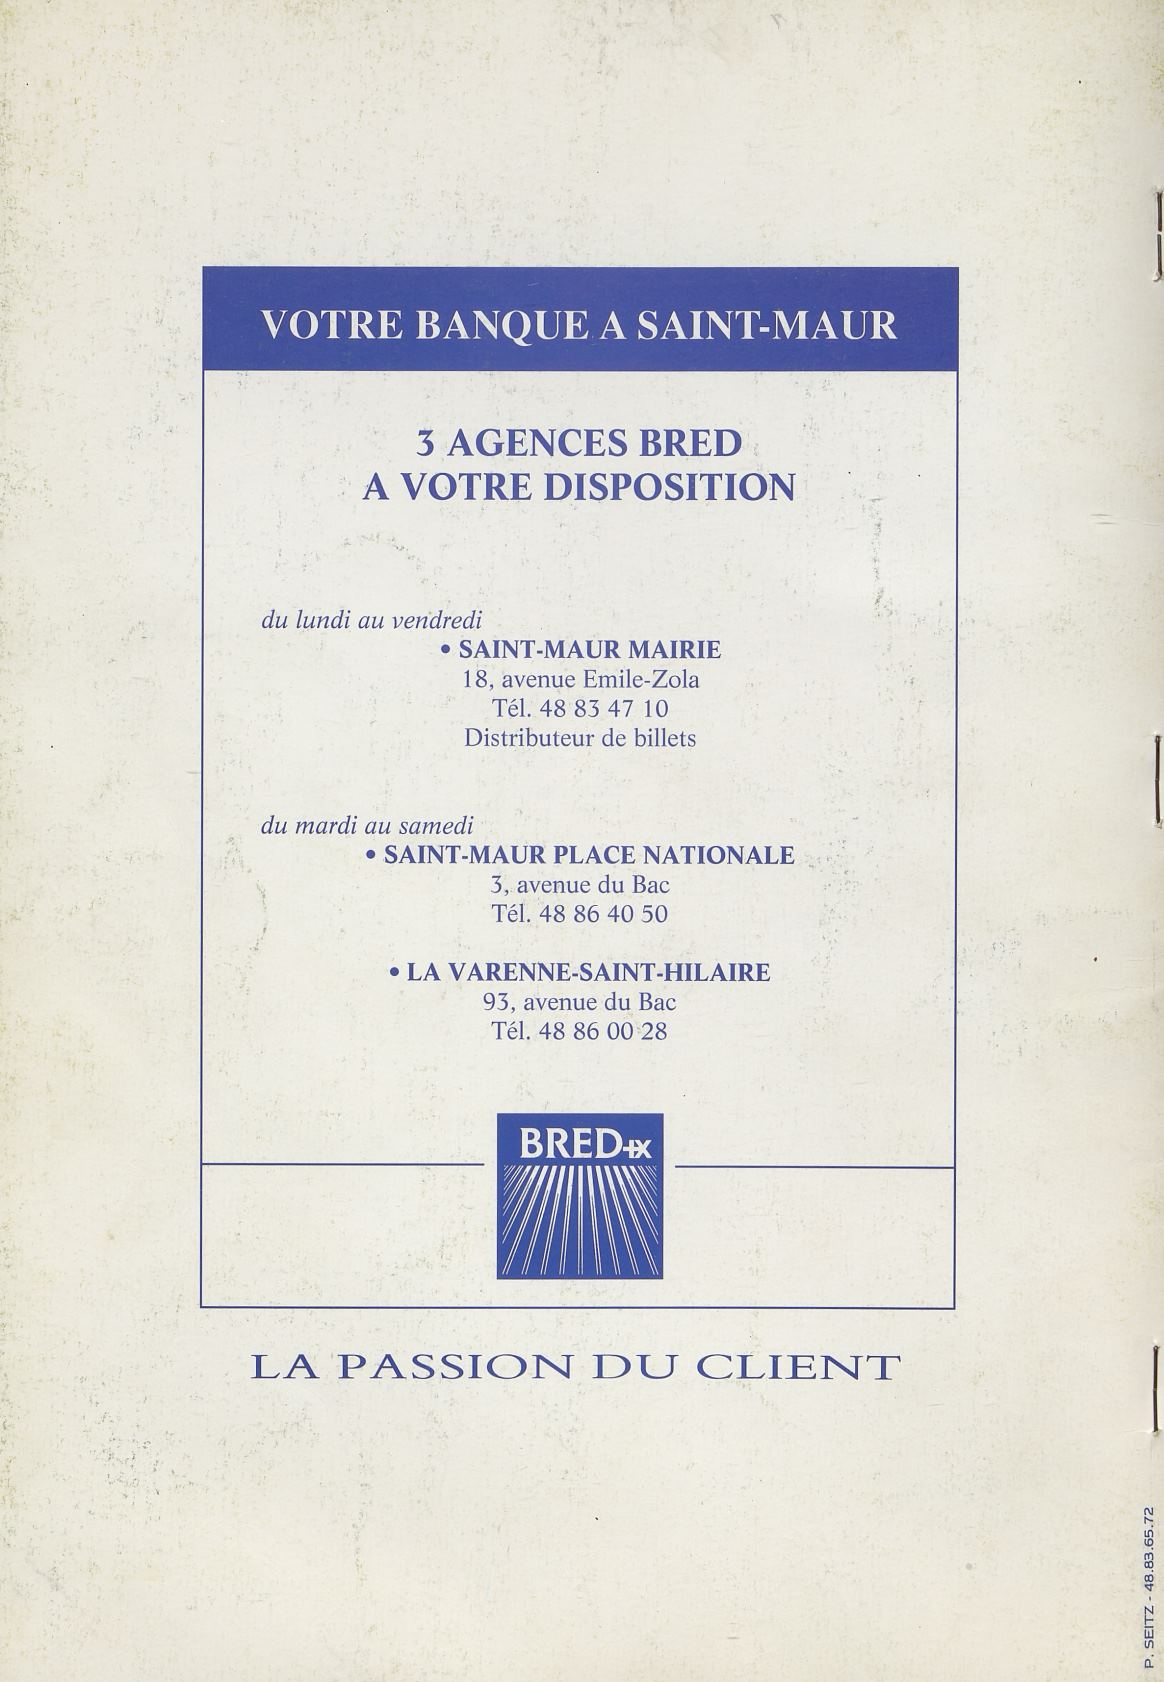 VOTRE BANQUE A SAINT-MAUR
3 AGENCES BRED
A VOTRE DISPOSITION
du lundi au vendredi
• SAINT-MAUR MAIRIE
18, avenue Emile-Zola
Tél. 48 83 47 10
Distributeur de billets
du mardi au samedi
• SAINT-MAUR PLACE NATIONALE
3, avenue du Bac
Tél. 48 86 40 50
• LA VARENNE-SAINT-HILAIRE
93, avenue du Bac
Tél. 48 86 00 28
BRED
LA PASSION DU CLIENT
P. SEITZ - 48.83.65.72